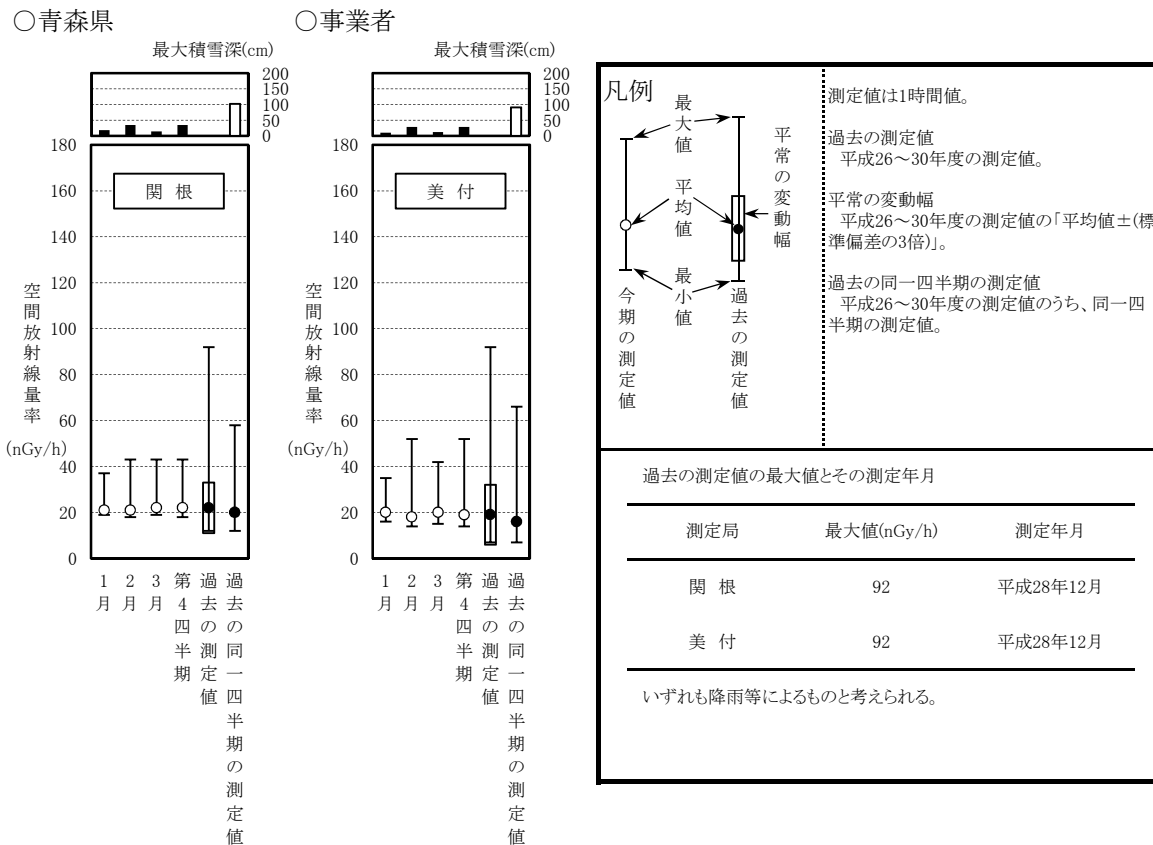 ○青森県
最大積雪深(cm)
200
150
100
50
0
180
160
140
120
100
80
60
40
20
0
関 根
空間放射線量率
(nGy/h)
1月
2月
3月
第4四半期
過去の測定値
過去の同一四半期の測定値
○事業者
最大積雪深(cm)
200
150
100
50
0
180
160
140
120
100
80
60
40
20
0
美 付
空間放射線量率
(nGy/h)
1月
2月
3月
第4四半期
過去の測定値
過去の同一四半期の測定値
凡例
最大値
平均値
最小値
平常の変動幅
今期の測定値
過去の測定値
測定値は1時間値。
過去の測定値
平成26～30年度の測定値。
平常の変動幅
平成26～30年度の測定値の「平均値±(標
準偏差の3倍)」。
過去の同一四半期の測定値
平成26～30年度の測定値のうち、同一四
半期の測定値。
過去の測定値の最大値とその測定年月
測定局 最大値(nGy/h) 測定年月
関 根 92 平成28年12月
美 付 92 平成28年12月
いずれも降雨等によるものと考えられる。